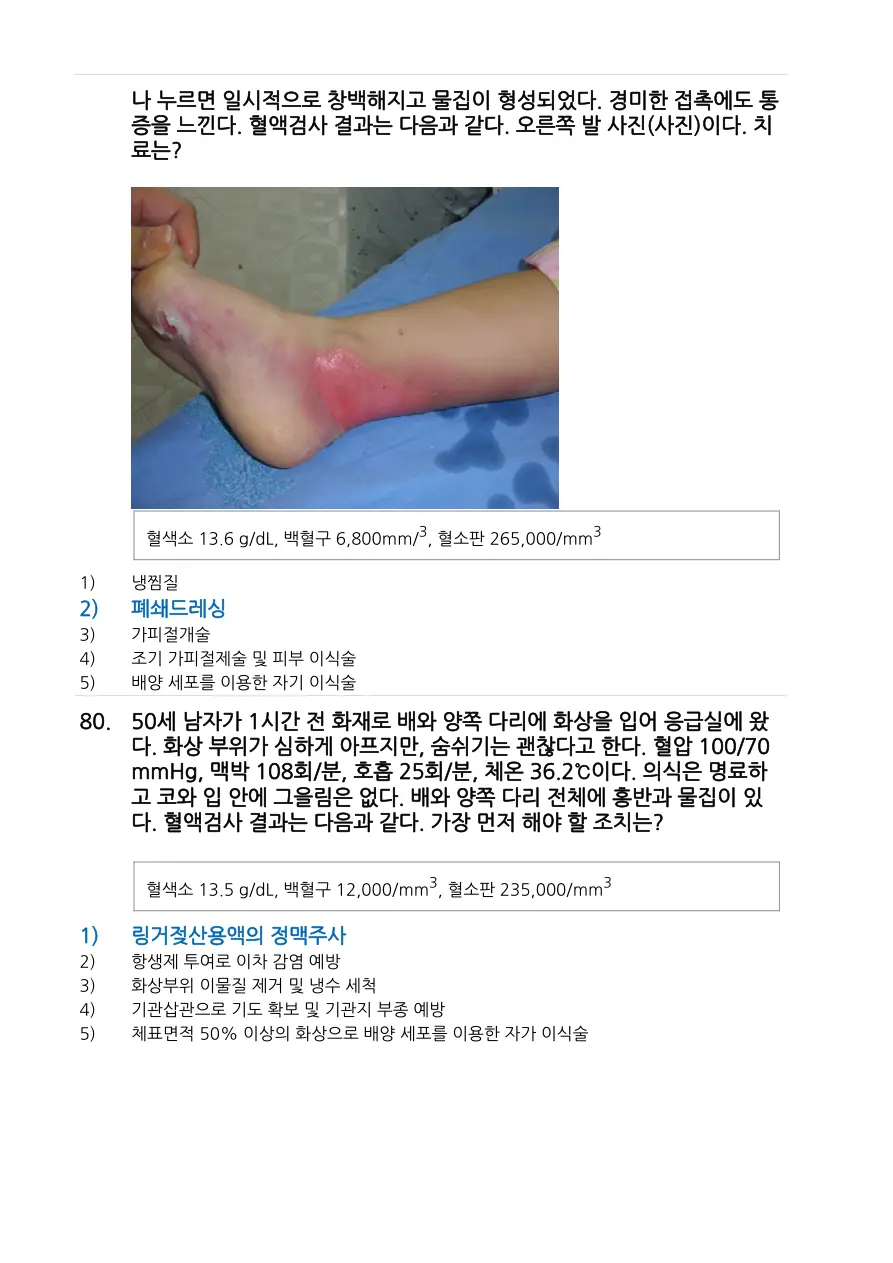 나 누르면 일시적으로 창백해지고 물집이 형성되었다. 경미한 접촉에도 통
증을 느낀다. 혈액검사 결과는 다음과 같다. 오른쪽 발 사진(사진)이다. 치
료는?
혈색소 13.6 g/dL, 백혈구 6,800mm/³, 혈소판 265,000/mm³
1) 냉찜질
2) 폐쇄드레싱
3) 가피절개술
4) 조기 가피절제술 및 피부 이식술
5) 배양 세포를 이용한 자기 이식술
80. 50세 남자가 1시간 전 화재로 배와 양쪽 다리에 화상을 입어 응급실에 왔
다. 화상 부위가 심하게 아프지만, 숨쉬기는 괜찮다고 한다. 혈압 100/70
mmHg, 맥박 108회/분, 호흡 25회/분, 체온 36.2℃이다. 의식은 명료하
고 코와 입 안에 그을림은 없다. 배와 양쪽 다리 전체에 홍반과 물집이 있
다. 혈액검사 결과는 다음과 같다. 가장 먼저 해야 할 조치는?
혈색소 13.5 g/dL, 백혈구 12,000/mm³, 혈소판 235,000/mm³
1) 링거젖산용액의 정맥주사
2) 항생제 투여로 이차 감염 예방
3) 화상부위 이물질 제거 및 냉수 세척
4) 기관삽관으로 기도 확보 및 기관지 부종 예방
5) 체표면적 50% 이상의 화상으로 배양 세포를 이용한 자가 이식술